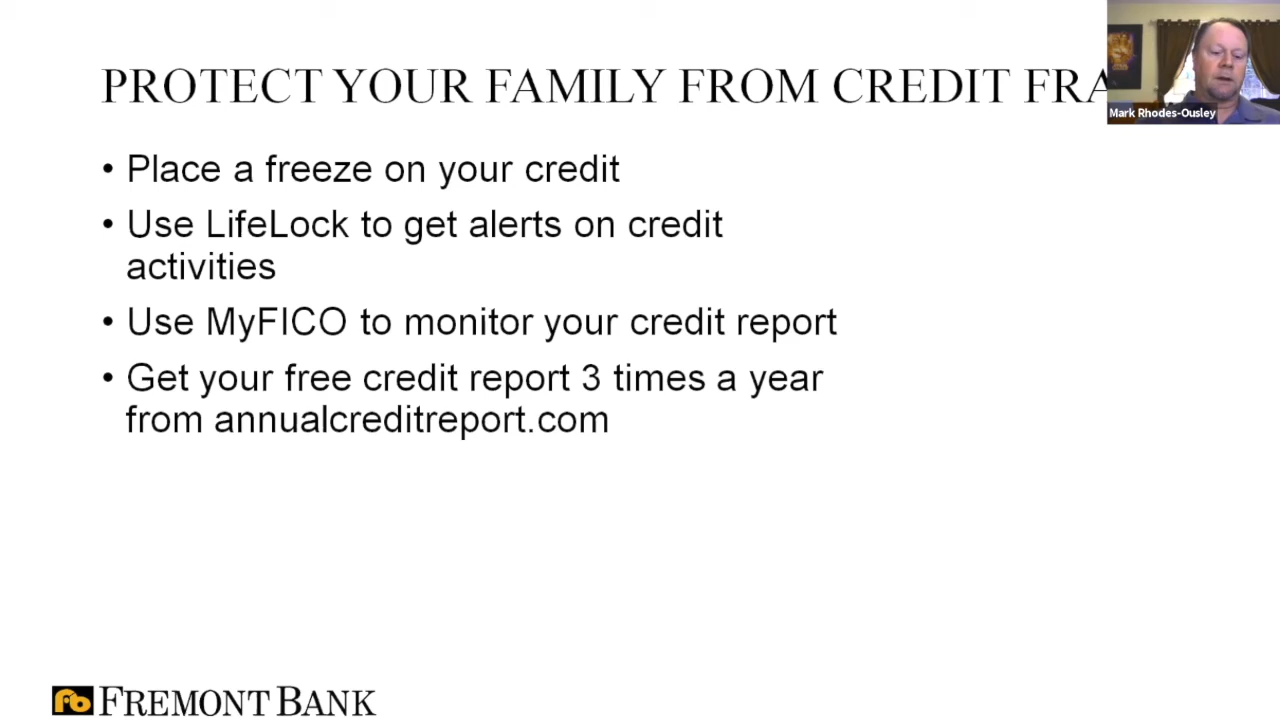 PROTECT YOUR FAMILY FROM CREDIT FRA
Mark Rhodes-Ousley
• Place a freeze on your credit
• Use LifeLock to get alerts on credit
activities
• Use MyFICO to monitor your credit report
• Get your free credit report 3 times a year
from annualcreditreport.com
fb FREMONT BANK